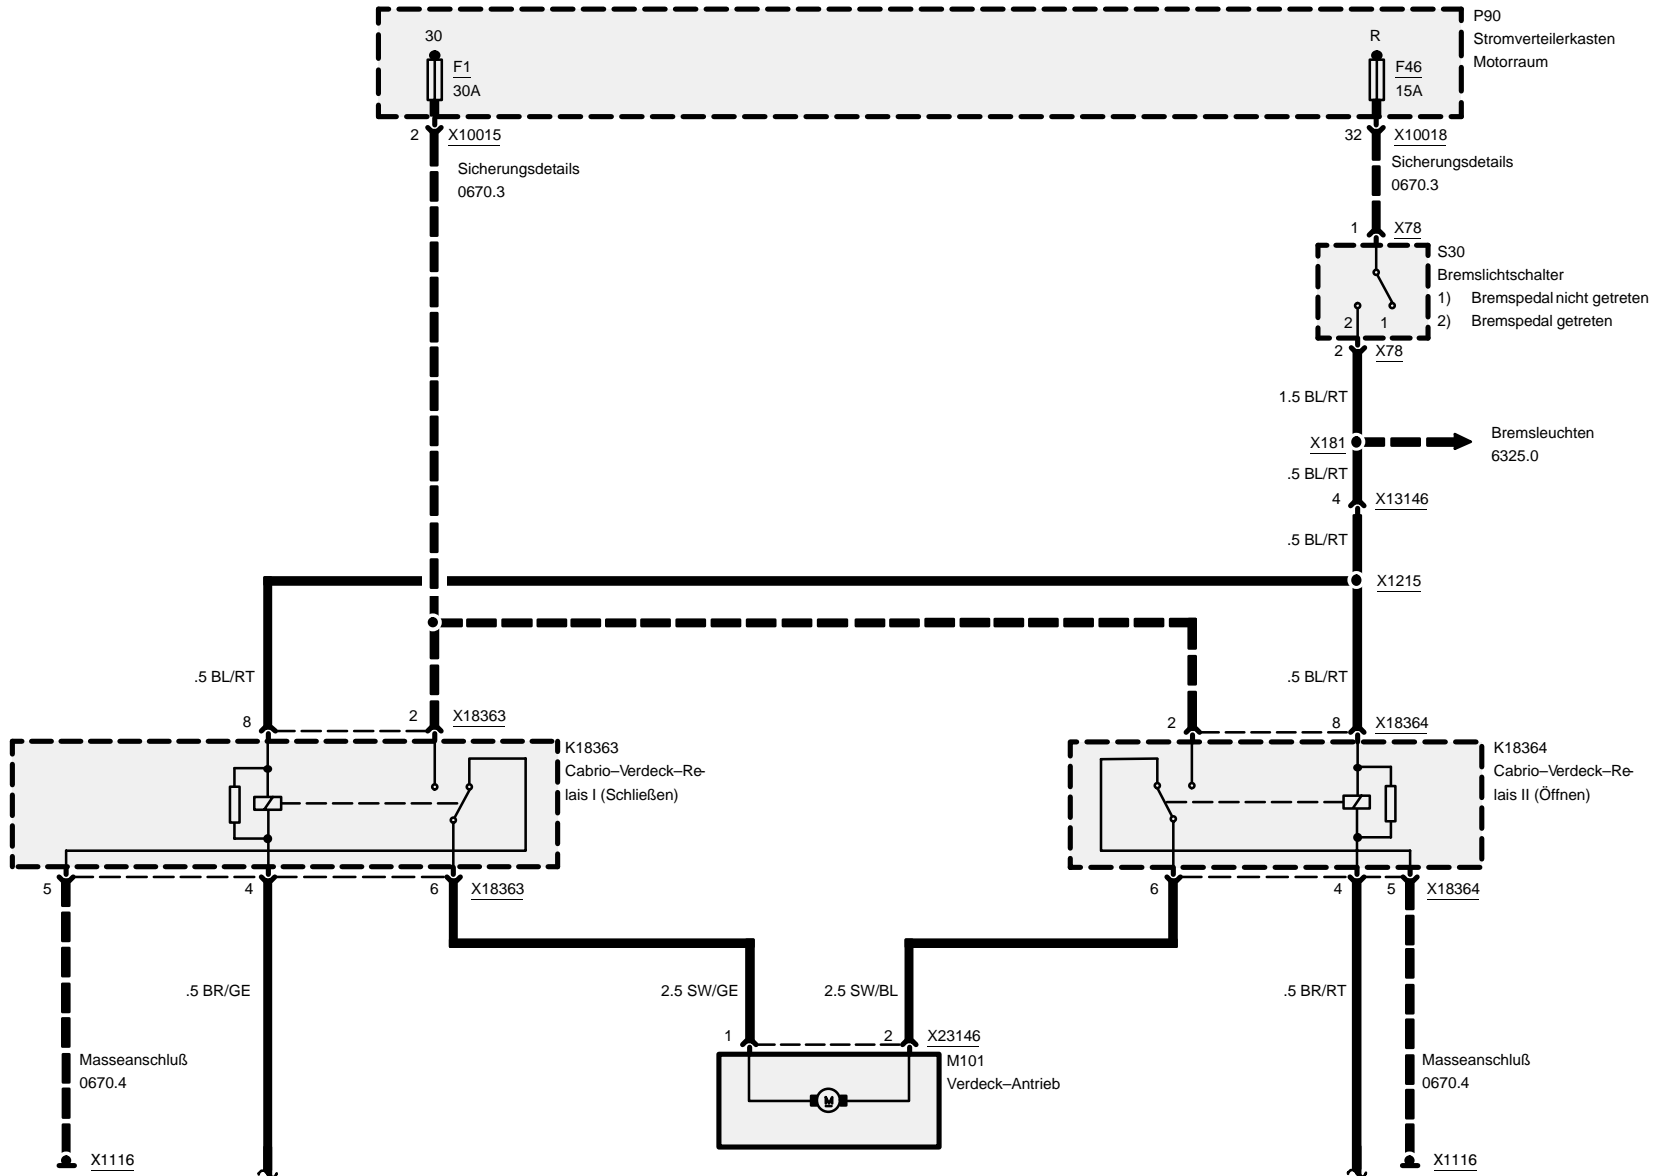 P90
Stromverteilerkasten
Motorraum
30
F1
30A
R
F46
15A
2
X10015
32
X10018
Sicherungsdetails
0670.3
Sicherungsdetails
0670.3
1
X78
S30
Bremslichtschalter
1) Bremspedal nicht getreten
2) Bremspedal getreten
2
1
2
X78
1.5 BL/RT
X181
Bremsleuchten
6325.0
.5 BL/RT
4
X13146
.5 BL/RT
X1215
.5 BL/RT
.5 BL/RT
8
2
X18363
2
8
X18364
K18363
Cabrio–Verdeck–Re-
lais I (Schließen)
K18364
Cabrio–Verdeck–Re-
lais II (Öffnen)
5
4
6
X18363
6
4
5
X18364
.5 BR/GE
2.5 SW/GE
2.5 SW/BL
.5 BR/RT
1
2
X23146
M101
Verdeck–Antrieb
M
Masseanschluß
0670.4
Masseanschluß
0670.4
X1116
X1116